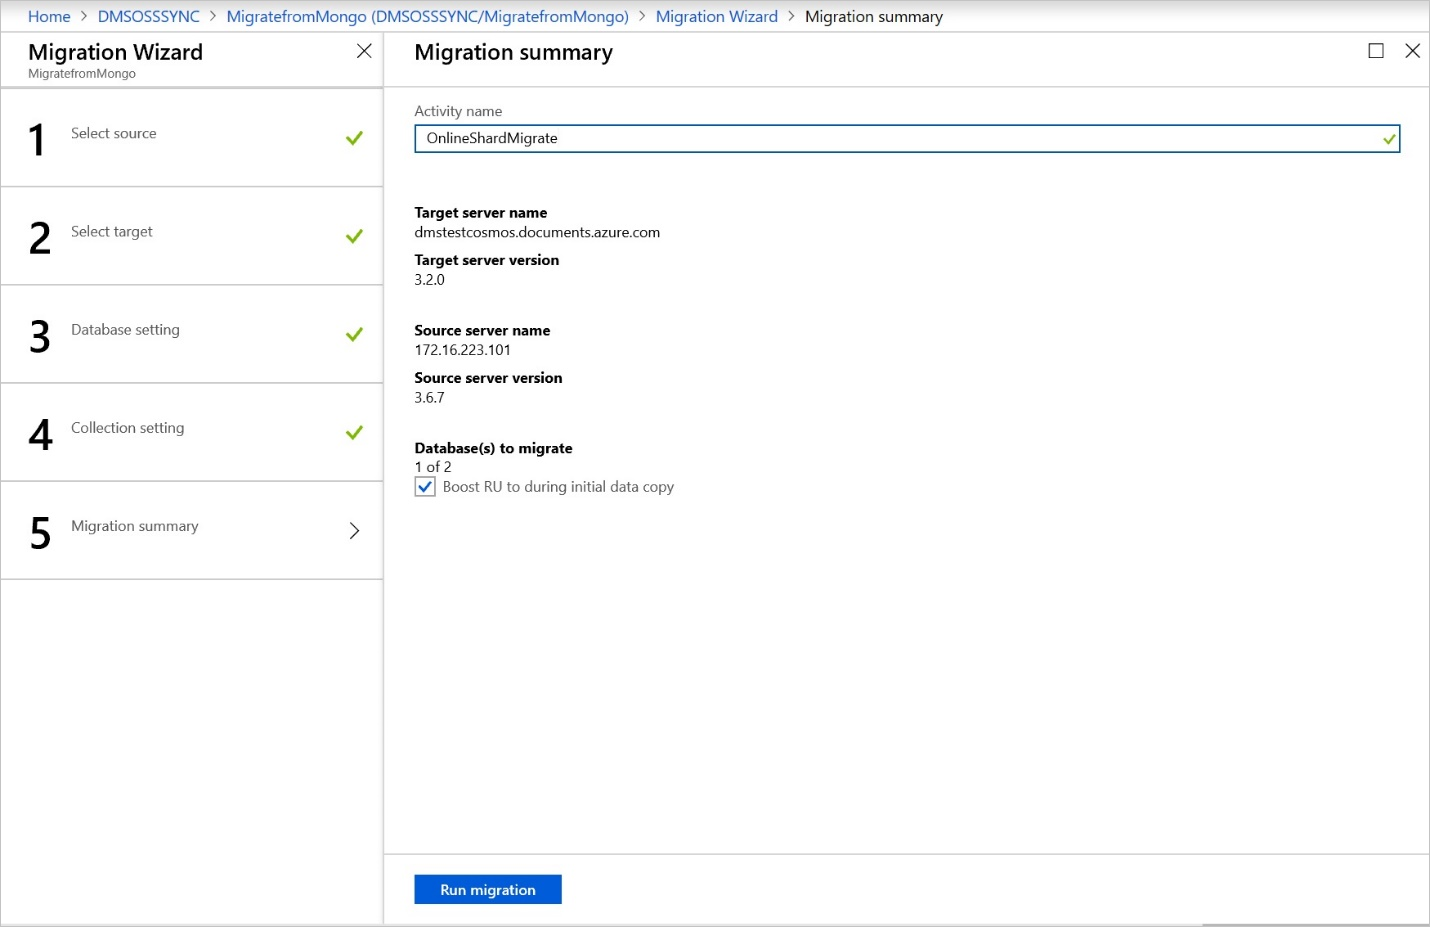 Home > DMSOSSSYNC > MigratefromMongo (DMSOSSSYNC/MigratefromMongo) > Migration Wizard > Migration summary
Migration Wizard
MigratefromMongo
1 Select source
2 Select target
3 Database setting
4 Collection setting
5 Migration summary
Migration summary
Activity name
OnlineShardMigrate
Target server name
dmstestcosmos.documents.azure.com
Target server version
3.2.0
Source server name
172.16.223.101
Source server version
3.6.7
Database(s) to migrate
1 of 2
Boost RU to during initial data copy
Run migration